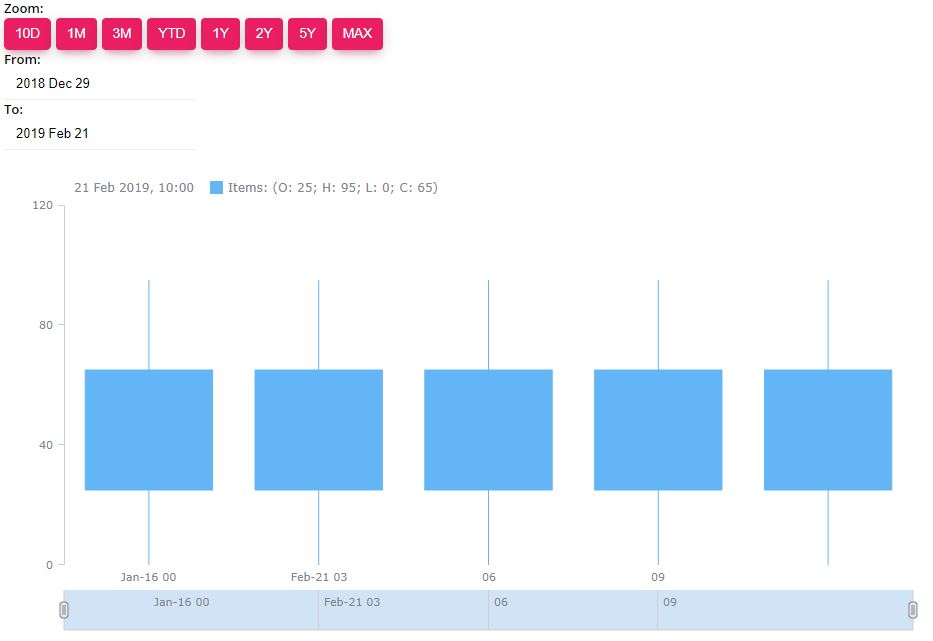 Zoom:
10D 1M 3M YTD 1Y 2Y 5Y MAX
From:
2018 Dec 29
To:
2019 Feb 21
21 Feb 2019, 10:00 Items: (O: 25; H: 95; L: 0; C: 65)
120
80
40
0
Jan-16 00 Feb-21 03 06 09
Jan-16 00 Feb-21 03 06 09